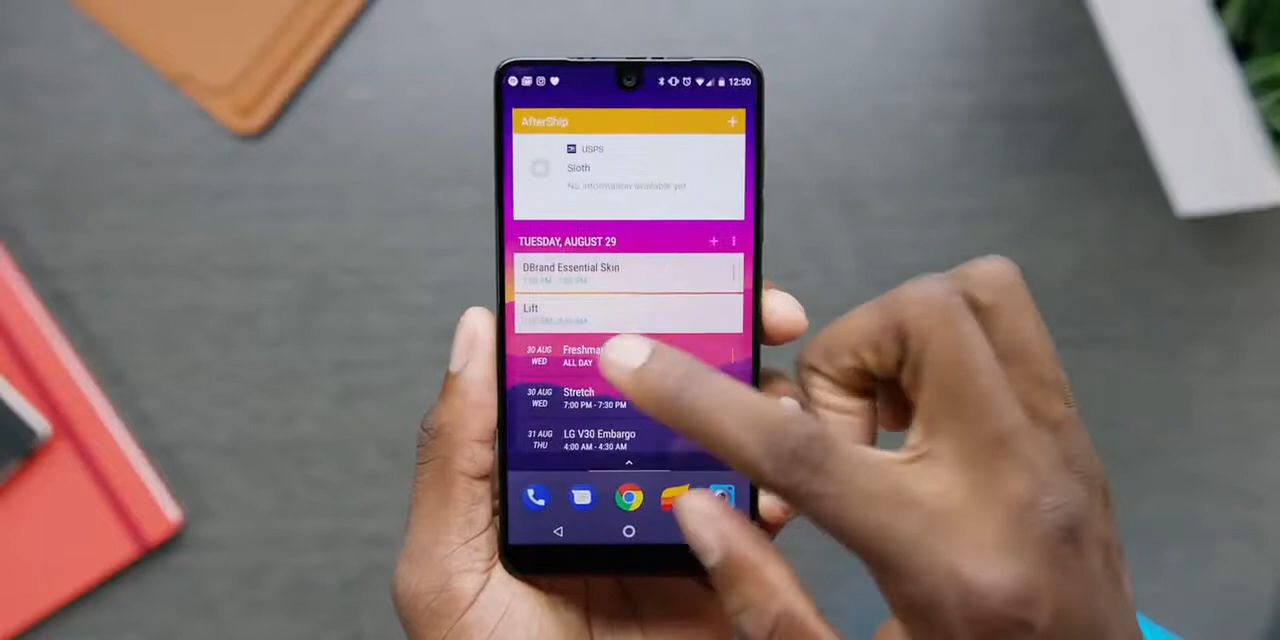 12:50
AfterShip +
USPS
Sloth
No information available yet
TUESDAY, AUGUST 29 +
DBrand Essential Skin
Lift
30 AUG
WED
ALL DAY
30 AUG
WED
Stretch
7:00 PM - 7:30 PM
31 AUG
THU
LG V30 Embargo
4:00 AM - 4:30 AM